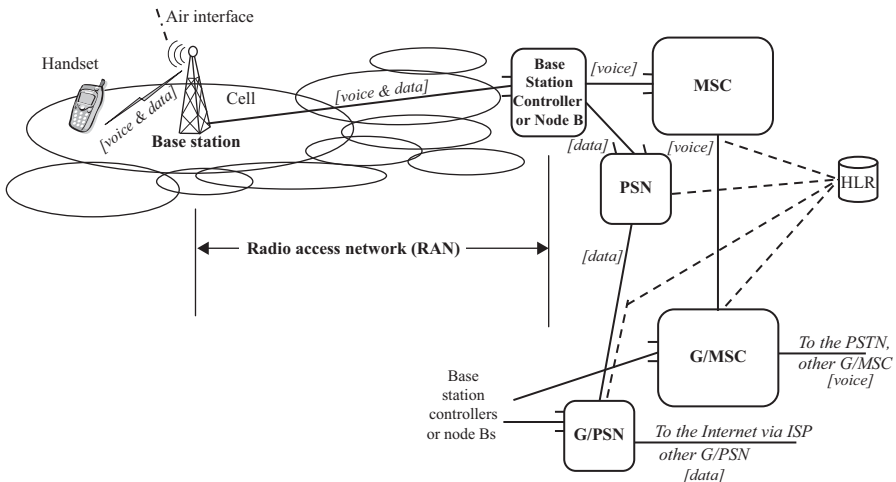 Air interface
Handset
Cell
[voice & data]
Base station
[voice & data]
Base
Station
Controller
or Node B
[voice]
MSC
[data]
[voice]
PSN
HLR
Radio access network (RAN)
[data]
G/MSC
To the PSTN,
other G/MSC
[voice]
Base
station
controllers
or node Bs
G/PSN
To the Internet via ISP
other G/PSN
[data]